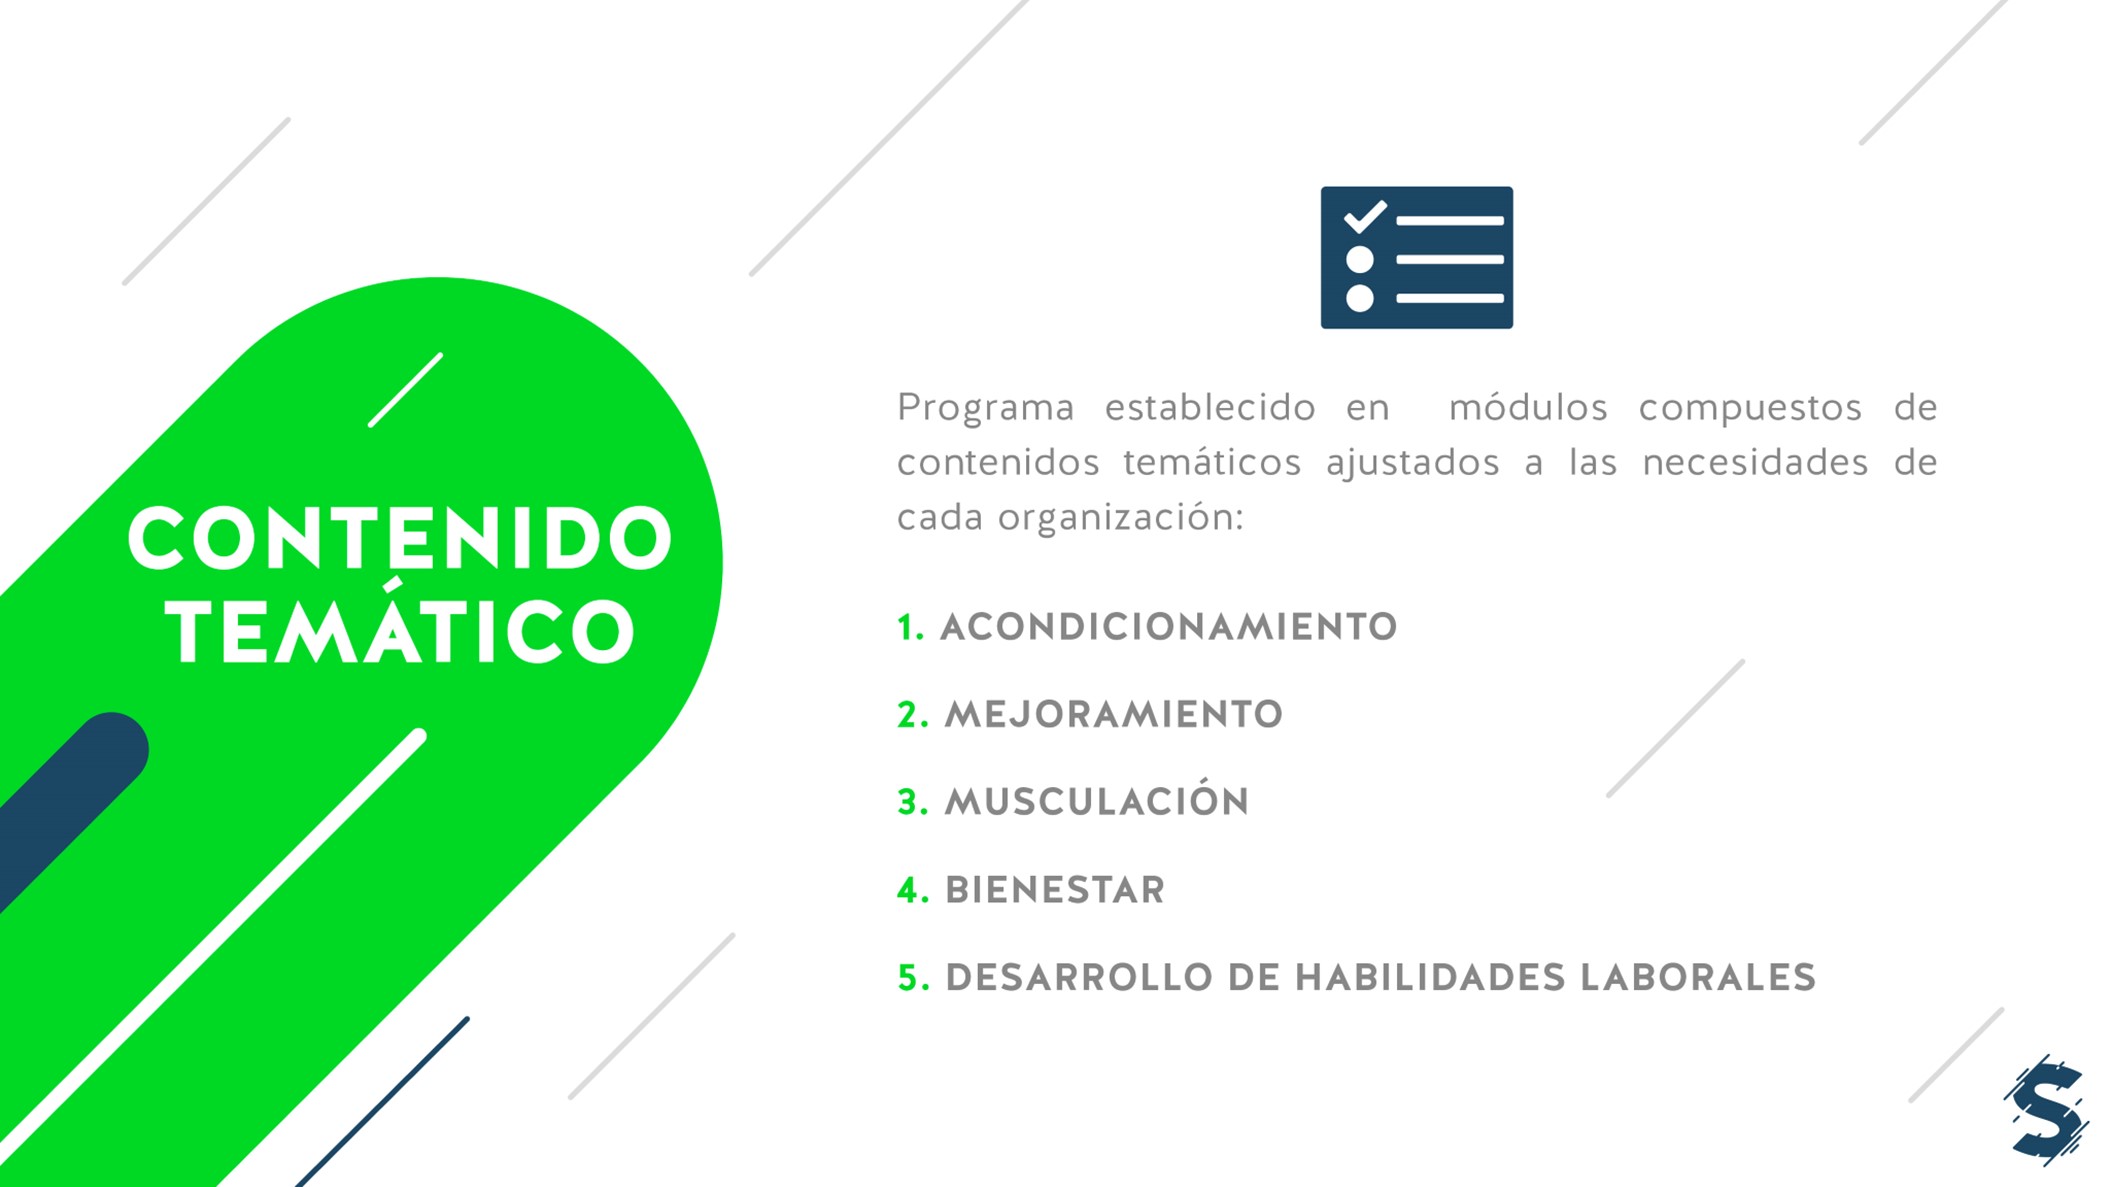 CONTENIDO
TEMÁTICO
Programa establecido en módulos compuestos de
contenidos temáticos ajustados a las necesidades de
cada organización:
1. ACONDICIONAMIENTO
2. MEJORAMIENTO
3. MUSCULACIÓN
4. BIENESTAR
5. DESARROLLO DE HABILIDADES LABORALES
S